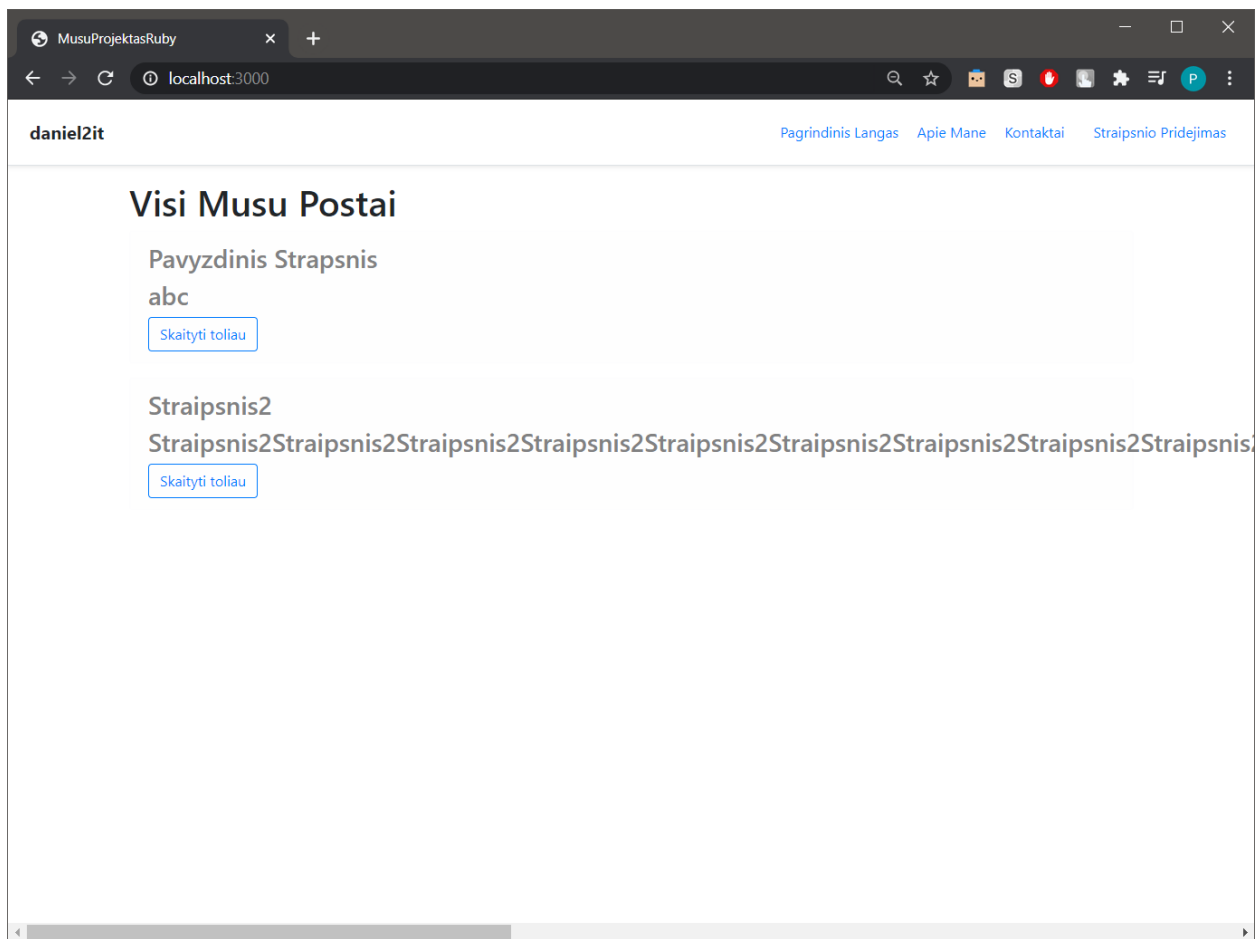 MusuProjektasRuby
localhost:3000
daniel2it
Pagrindinis Langas Apie Mane Kontaktai Straipsnio Pridejimas
Visi Musu Postai
Pavyzdinis Strapsnis
abc
Skaityti toliau
Straipsnis2
Straipsnis2Straipsnis2Straipsnis2Straipsnis2Straipsnis2Straipsnis2Straipsnis2Straipsnis2Straipsnis2
Skaityti toliau